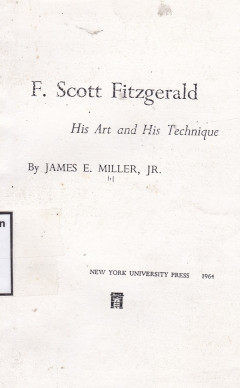 F. Scott Fitzgerald
His Art and His Technique
By JAMES E. MILLER, JR.
NEW YORK UNIVERSITY PRESS 1964